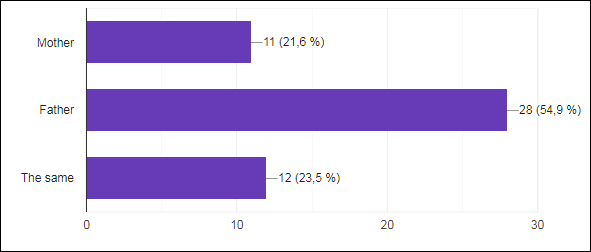 Mother 11 (21,6 %)
Father 28 (54,9 %)
The same 12 (23,5 %)
0 10 20 30